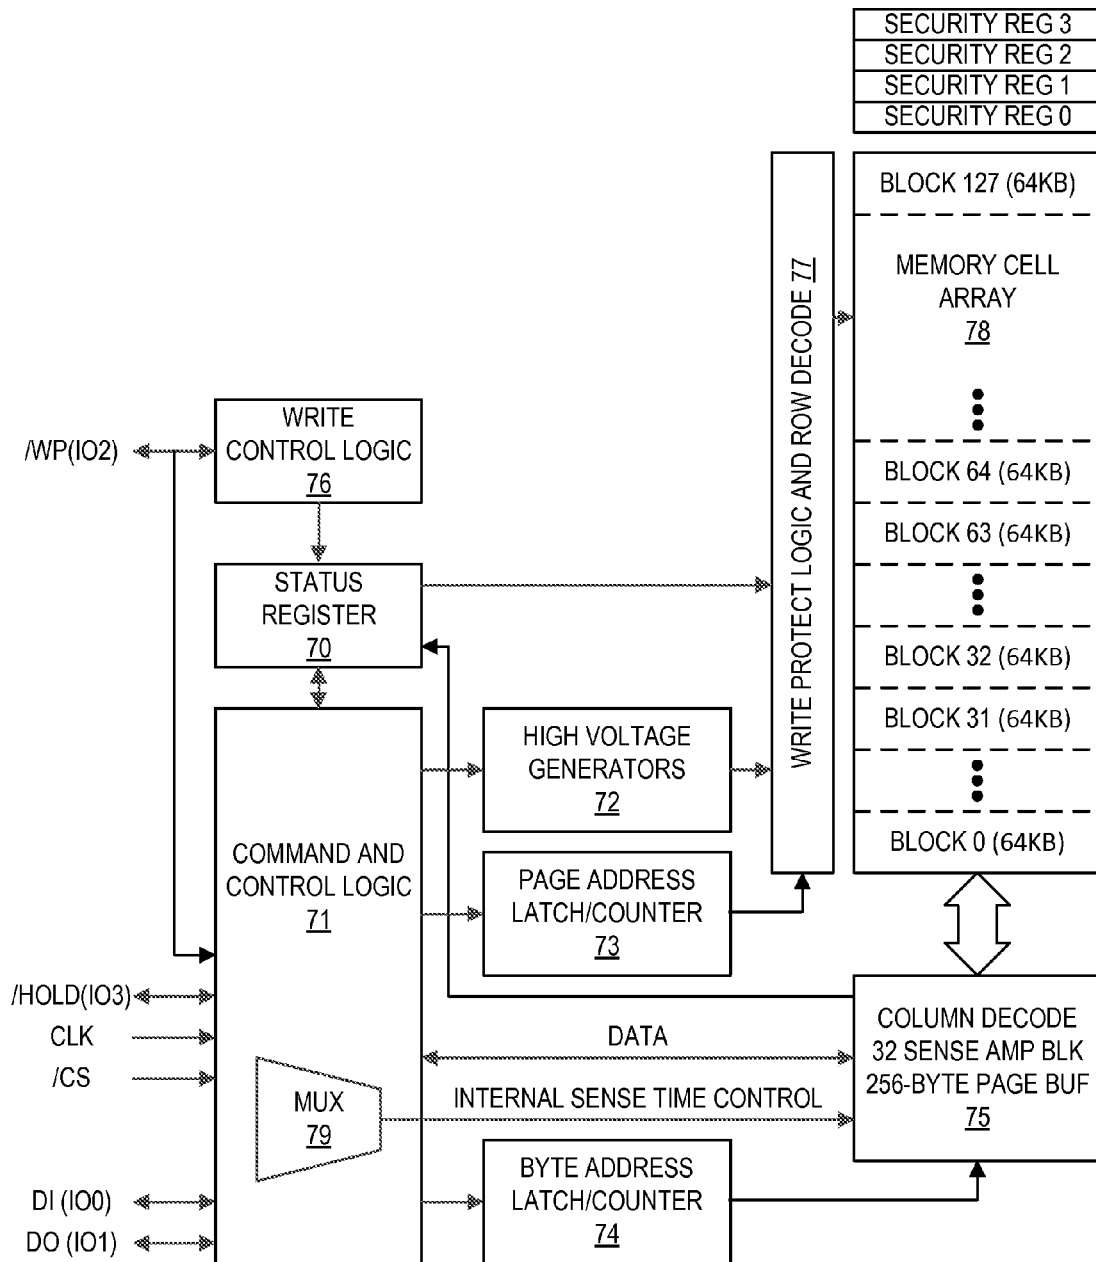 SECURITY REG 3
SECURITY REG 2
SECURITY REG 1
SECURITY REG 0
BLOCK 127 (64KB)
MEMORY CELL
ARRAY
78
BLOCK 64 (64KB)
BLOCK 63 (64KB)
BLOCK 32 (64KB)
BLOCK 31 (64KB)
BLOCK 0 (64KB)
WRITE PROTECT LOGIC AND ROW DECODE 77
/WP(IO2)
WRITE
CONTROL LOGIC
76
STATUS
REGISTER
70
HIGH VOLTAGE
GENERATORS
72
COMMAND AND
CONTROL LOGIC
71
PAGE ADDRESS
LATCH/COUNTER
73
/HOLD(IO3)
CLK
/CS
DATA
COLUMN DECODE
32 SENSE AMP BLK
256-BYTE PAGE BUF
75
MUX
79
INTERNAL SENSE TIME CONTROL
BYTE ADDRESS
LATCH/COUNTER
74
DI (IO0)
DO (IO1)